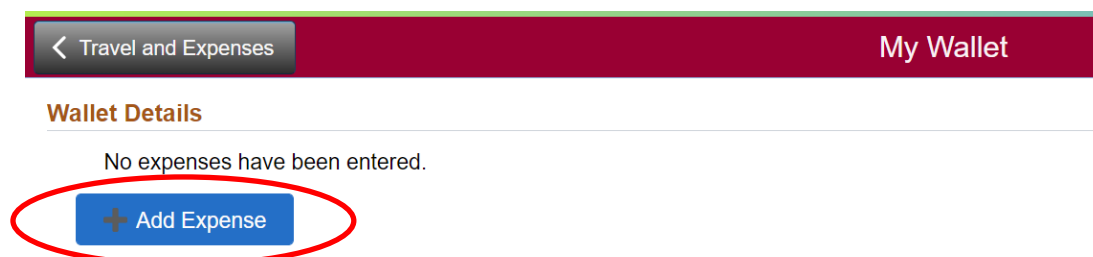 Travel and Expenses
My Wallet
Wallet Details
No expenses have been entered.
Add Expense